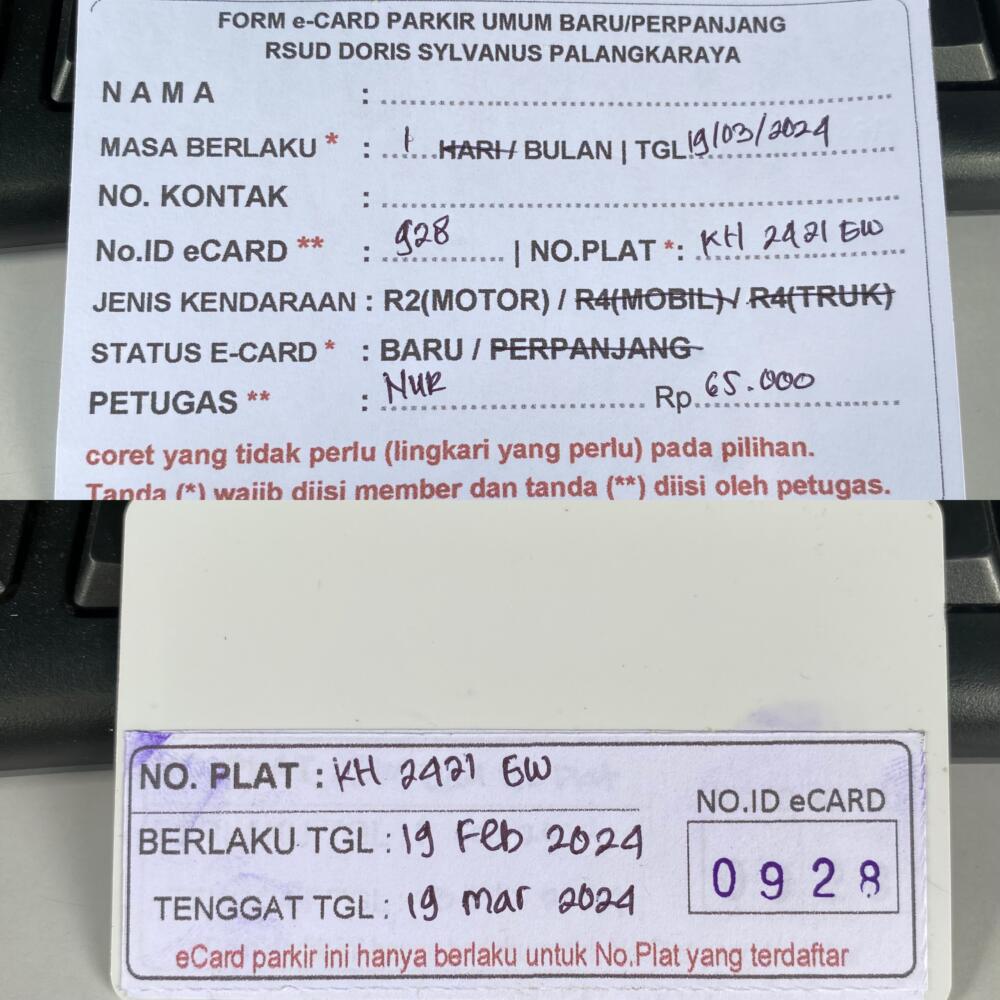 FORM e-CARD PARKIR UMUM BARU/PERPANJANG
RSUD DORIS SYLVANUS PALANGKARAYA
NAMA :
MASA BERLAKU * : 1 HARI / BULAN | TGL. 19/03/2024
NO. KONTAK :
No.ID eCARD ** : 928 | NO.PLAT *: KH 2421 EW
JENIS KENDARAAN : R2(MOTOR) / R4(MOBIL) / R4(TRUK)
STATUS E-CARD * : BARU / PERPANJANG
PETUGAS ** : NUR Rp 65.000
coret yang tidak perlu (lingkari yang perlu) pada pilihan.
Tanda (*) wajib diisi member dan tanda (**) diisi oleh petugas.
NO. PLAT : KH 2421 EW
NO.ID eCARD
BERLAKU TGL : 19 Feb 2024
0928
TENGGAT TGL : 19 mar 2024
eCard parkir ini hanya berlaku untuk No.Plat yang terdaftar